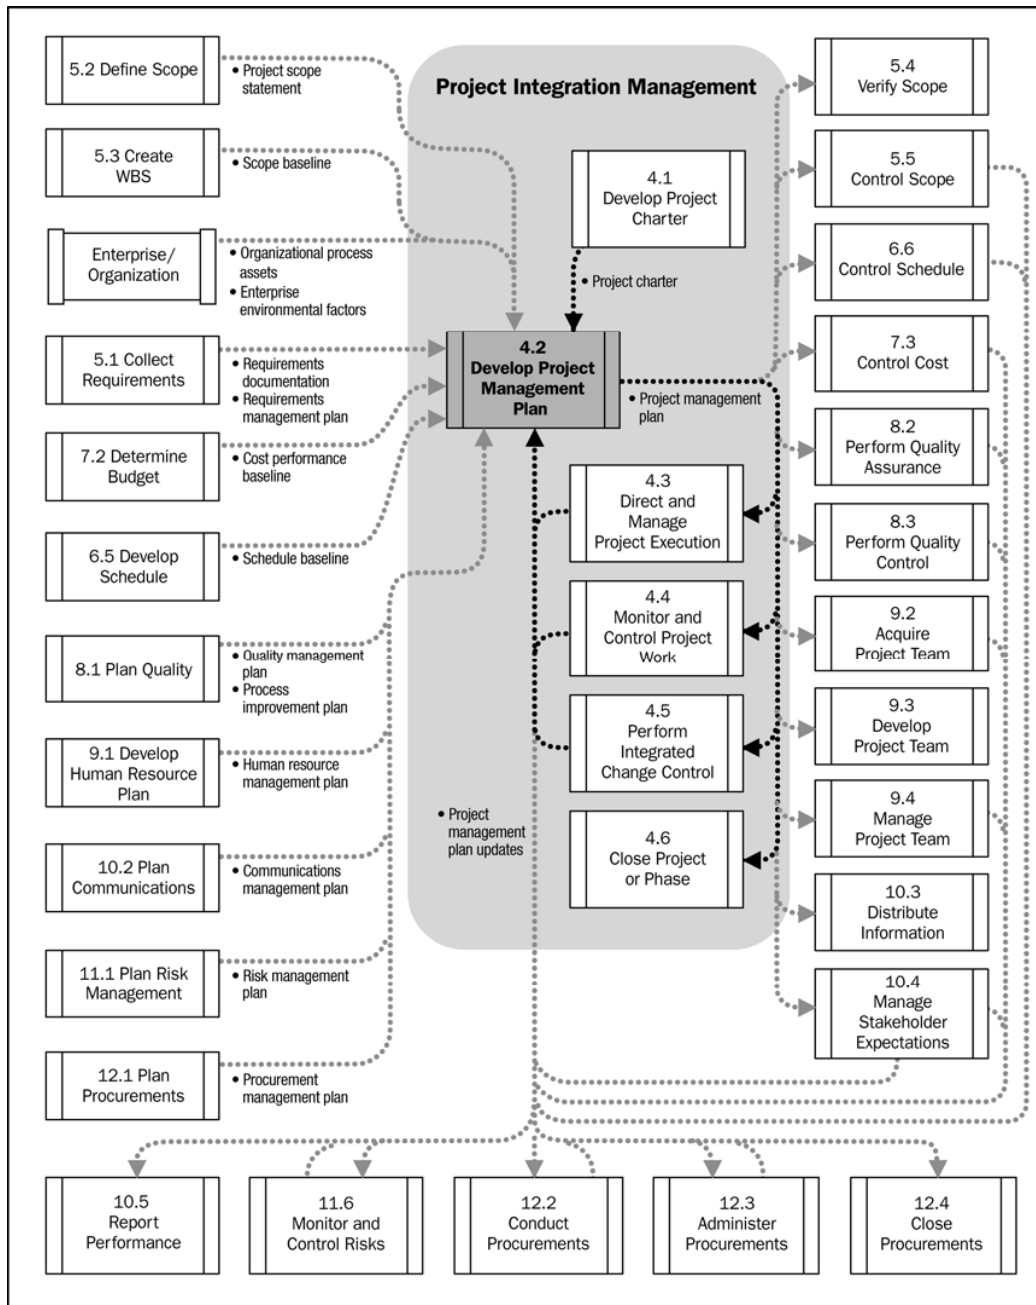 5.2 Define Scope
• Project scope
statement
5.3 Create
WBS
• Scope baseline
Enterprise/
Organization
• Organizational process
assets
• Enterprise
environmental factors
5.1 Collect
Requirements
• Requirements
documentation
• Requirements
management plan
7.2 Determine
Budget
• Cost performance
baseline
6.5 Develop
Schedule
• Schedule baseline
8.1 Plan Quality
• Quality management
plan
• Process
improvement plan
9.1 Develop
Human Resource
Plan
• Human resource
management plan
10.2 Plan
Communications
• Communications
management plan
11.1 Plan Risk
Management
• Risk management
plan
12.1 Plan
Procurements
• Procurement
management plan
Project Integration Management
4.1
Develop Project
Charter
• Project charter
4.2
Develop Project
Management
Plan
• Project management
plan
4.3
Direct and
Manage
Project Execution
4.4
Monitor and
Control Project
Work
4.5
Perform
Integrated
Change Control
• Project
management
plan updates
4.6
Close Project
or Phase
5.4
Verify Scope
5.5
Control Scope
6.6
Control Schedule
7.3
Control Cost
8.2
Perform Quality
Assurance
8.3
Perform Quality
Control
9.2
Acquire
Project Team
9.3
Develop
Project Team
9.4
Manage
Project Team
10.3
Distribute
Information
10.4
Manage
Stakeholder
Expectations
10.5
Report
Performance
11.6
Monitor and
Control Risks
12.2
Conduct
Procurements
12.3
Administer
Procurements
12.4
Close
Procurements